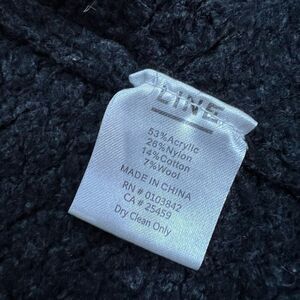 LINE
53%Acrylic
26%Nylon
14%Cotton
7%Wool
MADE IN CHINA
RN # 0103842
CA # 25459
Dry Clean Only